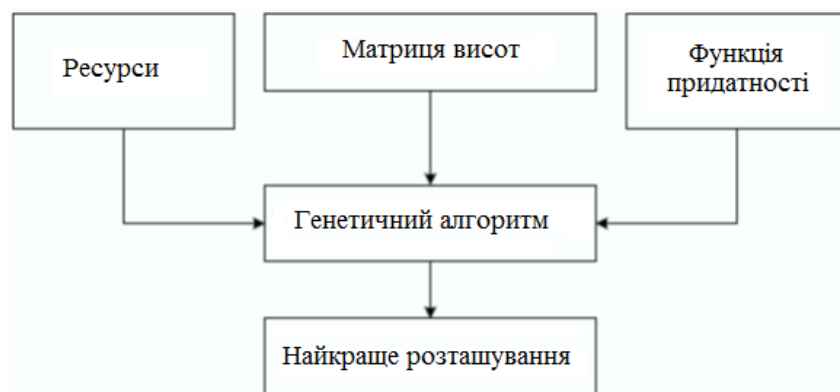 Ресурси
Матриця висот
Функція
придатності
Генетичний алгоритм
Найкраще розташування